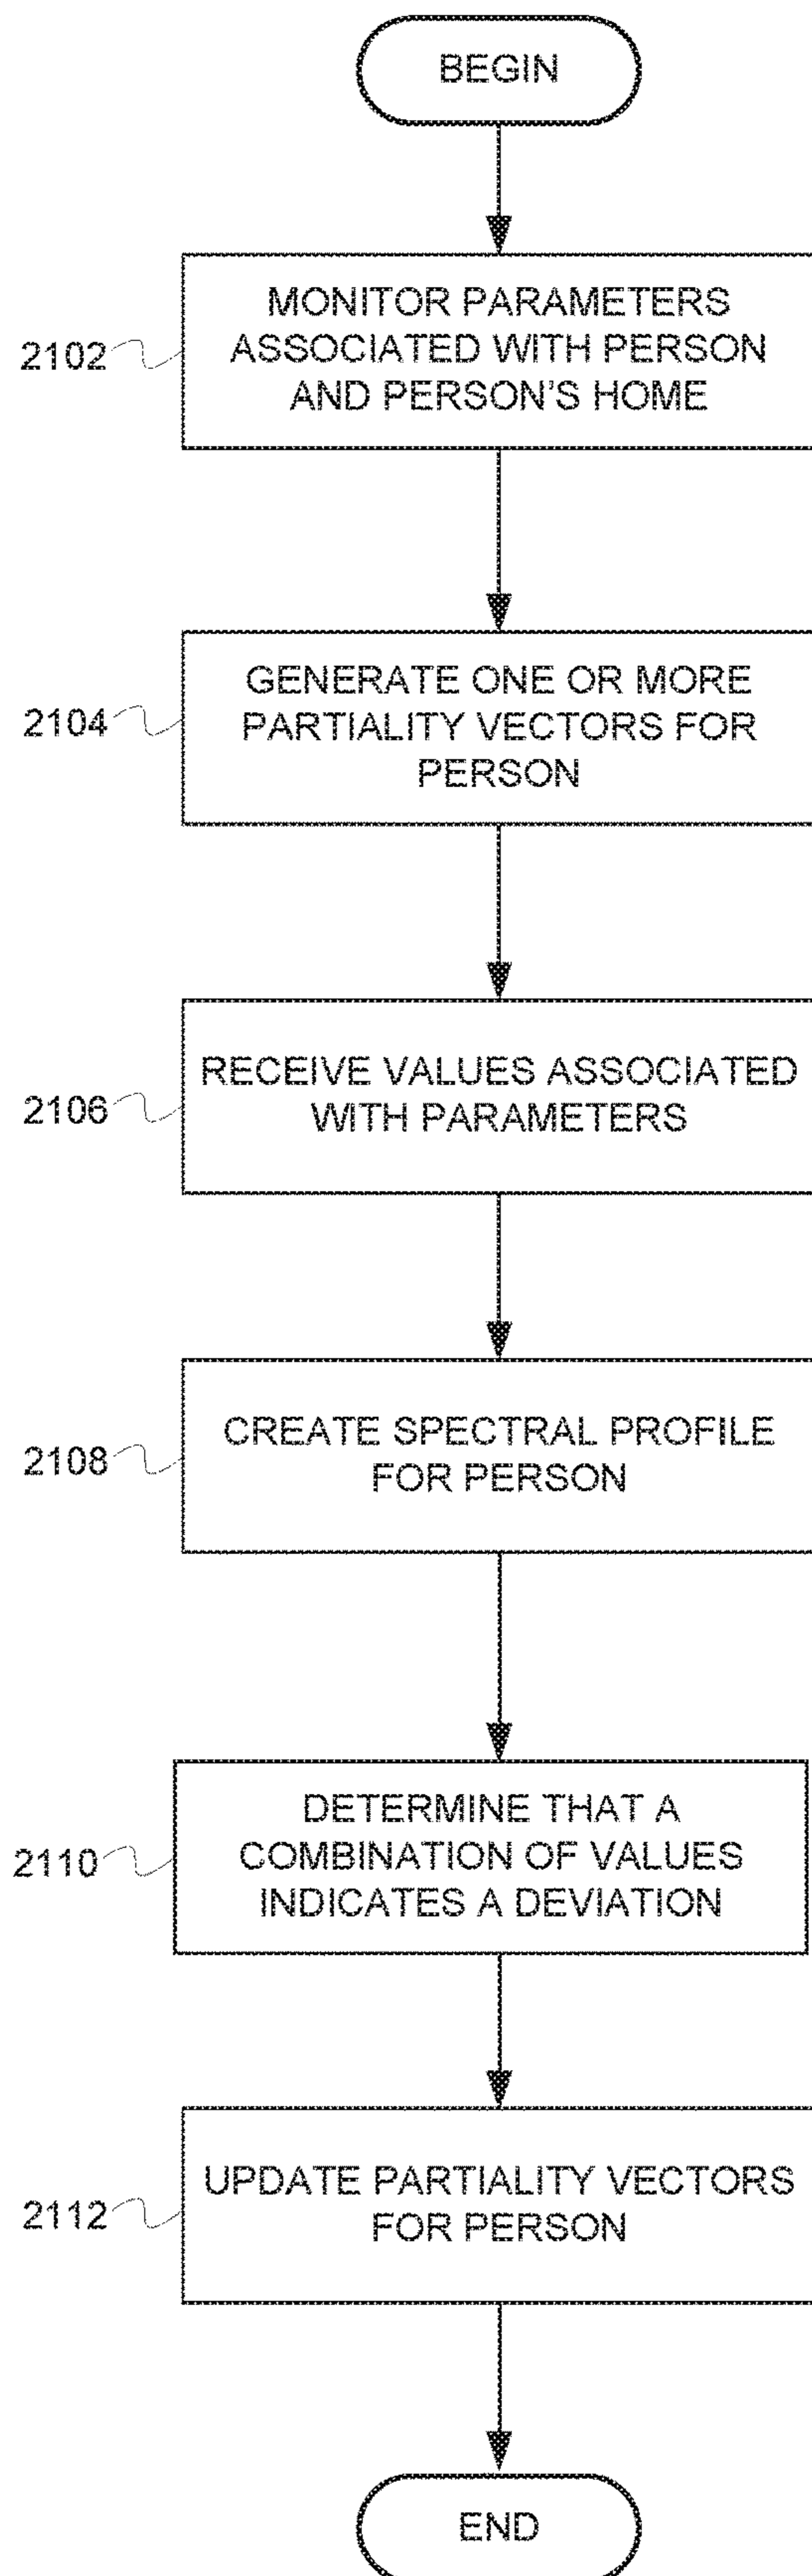 BEGIN
2102
MONITOR PARAMETERS
ASSOCIATED WITH PERSON
AND PERSON'S HOME
2104
GENERATE ONE OR MORE
PARTIALITY VECTORS FOR
PERSON
2106
RECEIVE VALUES ASSOCIATED
WITH PARAMETERS
2108
CREATE SPECTRAL PROFILE
FOR PERSON
2110
DETERMINE THAT A
COMBINATION OF VALUES
INDICATES A DEVIATION
2112
UPDATE PARTIALITY VECTORS
FOR PERSON
END